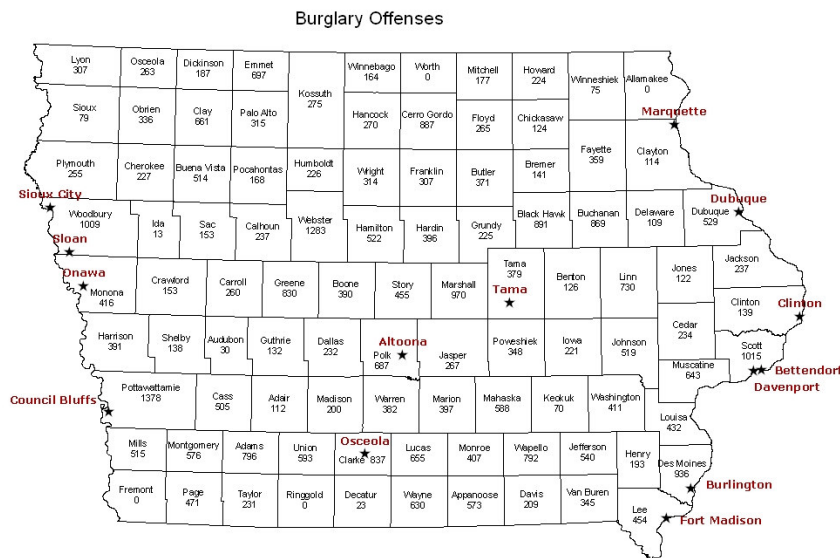 Burglary Offenses
Lyon
307
Osceola
263
Dickinson
187
Emmet
697
Kossuth
275
Winnebago
164
Worth
0
Mitchell
177
Howard
224
Winneshiek
75
Allamakee
0
Sioux
79
Obrien
336
Clay
661
Palo Alto
315
Hancock
270
Cerro Gordo
887
Floyd
265
Chickasaw
124
Marquette
Fayette
359
Clayton
114
Plymouth
255
Cherokee
227
Buena Vista
514
Pocahontas
168
Humboldt
226
Wright
314
Franklin
307
Butler
371
Bremer
141
Sioux City
Woodbury
1009
Ida
13
Sac
153
Calhoun
237
Webster
1283
Hamilton
522
Hardin
396
Grundy
225
Black Hawk
891
Buchanan
869
Delaware
109
Dubuque
529
Dubuque
Sloan
Onawa
Monona
416
Crawford
153
Carroll
260
Greene
830
Boone
390
Story
455
Marshall
970
Tama
379
Tama
Benton
126
Linn
730
Jones
122
Jackson
237
Clinton
139
Clinton
Harrison
391
Shelby
138
Audubon
30
Guthrie
132
Dallas
232
Altoona
Polk
687
Jasper
267
Poweshiek
348
Iowa
221
Johnson
519
Cedar
234
Scott
1015
Bettendorf
Davenport
Muscatine
643
Council Bluffs
Pottawattamie
1378
Cass
505
Adair
112
Madison
200
Warren
382
Marion
397
Mahaska
588
Keokuk
70
Washington
411
Louisa
432
Mills
515
Montgomery
576
Adams
796
Union
593
Osceola
Clarke 837
Lucas
655
Monroe
407
Wapello
792
Jefferson
540
Henry
193
Des Moines
936
Burlington
Fremont
0
Page
471
Taylor
231
Ringgold
0
Decatur
23
Wayne
630
Appanoose
573
Davis
209
Van Buren
345
Lee
454
Fort Madison